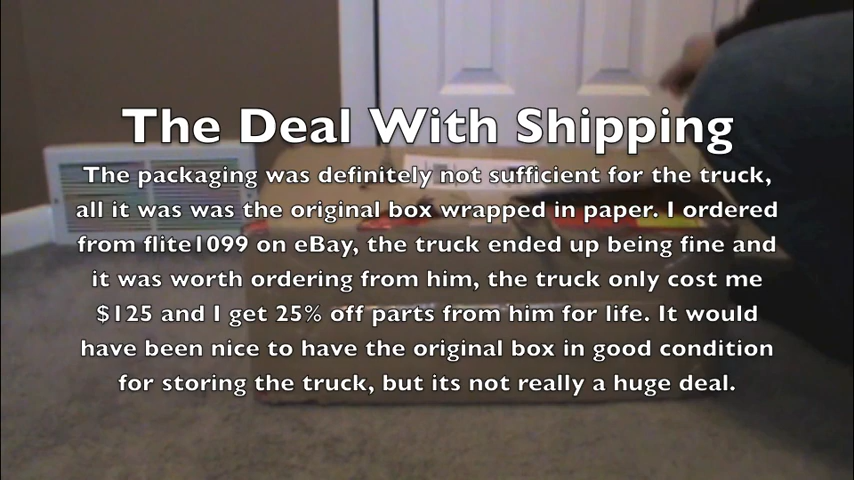 The Deal With Shipping
The packaging was definitely not sufficient for the truck,
all it was was the original box wrapped in paper. I ordered
from flite1099 on eBay, the truck ended up being fine and
it was worth ordering from him, the truck only cost me
$125 and I get 25% off parts from him for life. It would
have been nice to have the original box in good condition
for storing the truck, but its not really a huge deal.